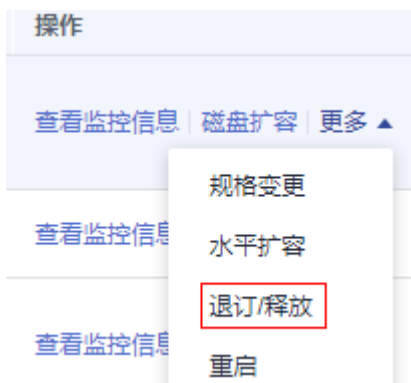 操作
查看监控信息 磁盘扩容 更多
规格变更
查看监控信息
水平扩容
退订/释放
查看监控信息
重启